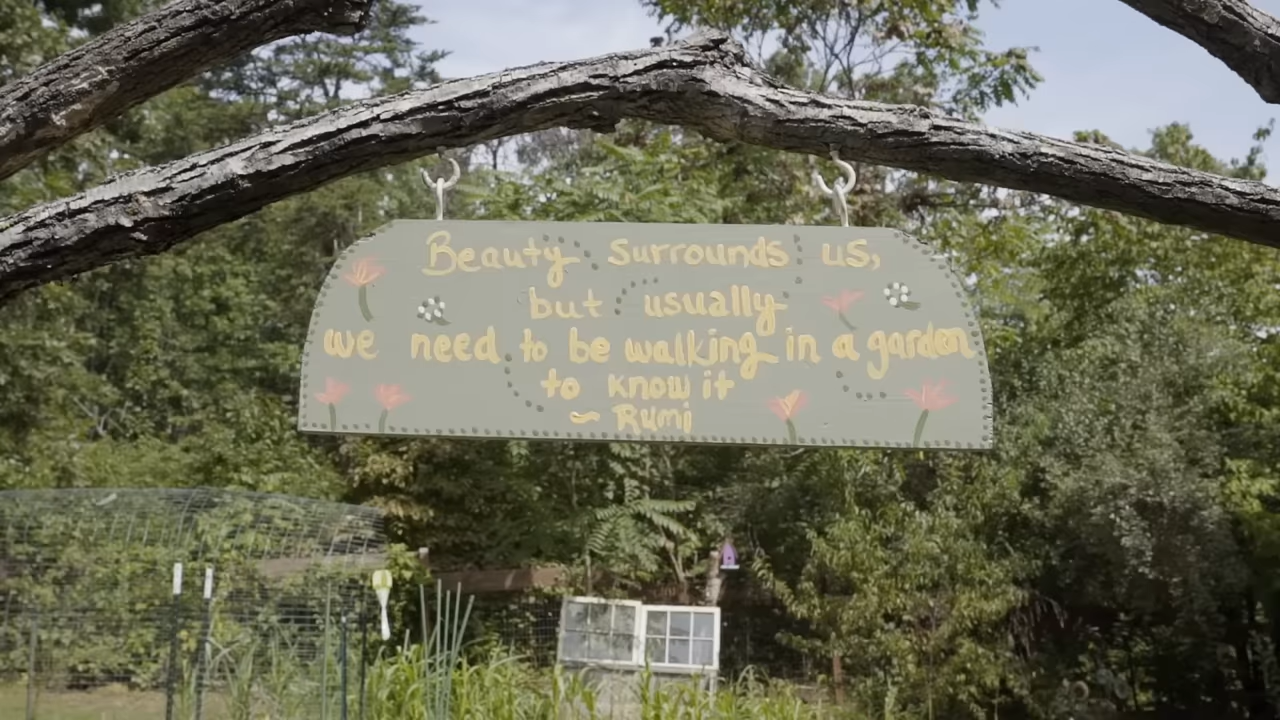 Beauty surrounds us,
but usually
we need to be walking in a garden
to know it
~ Rumi